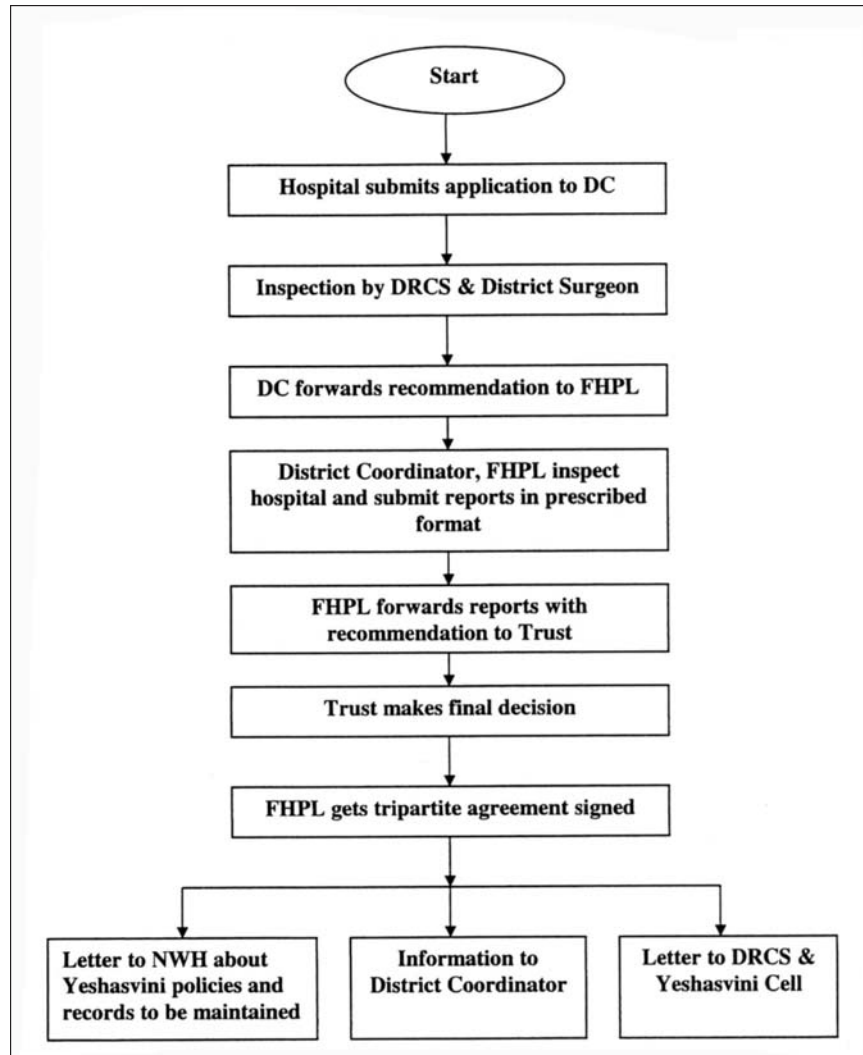 Start
Hospital submits application to DC
Inspection by DRCS & District Surgeon
DC forwards recommendation to FHPL
District Coordinator, FHPL inspect
hospital and submit reports in prescribed
format
FHPL forwards reports with
recommendation to Trust
Trust makes final decision
FHPL gets tripartite agreement signed
Letter to NWH about
Yeshasvini policies and
records to be maintained
Information to
District Coordinator
Letter to DRCS &
Yeshasvini Cell